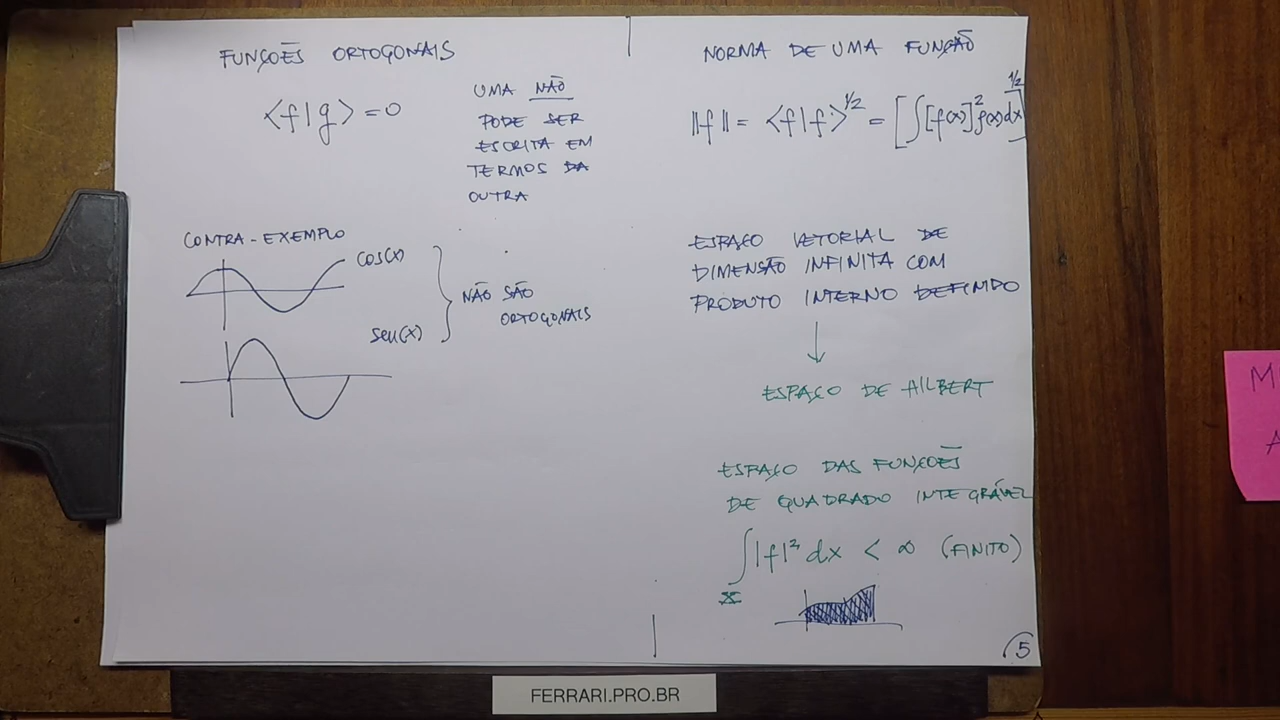 FUNÇÕES ORTOGONAIS
⟨f|g⟩ = 0
UMA NÃO
PODE SER
ESCRITA EM
TERMOS DA
OUTRA
CONTRA-EXEMPLO
cos(x)
sen(x)
NÃO SÃO
ORTOGONAIS
NORMA DE UMA FUNÇÃO
||f|| = ⟨f|f⟩^1/2 = [∫[f(x)]² ρ(x) dx]^1/2
ESPAÇO VETORIAL DE
DIMENSÃO INFINITA COM
PRODUTO INTERNO DEFINIDO
↓
ESPAÇO DE HILBERT
ESPAÇO DAS FUNÇÕES
DE QUADRADO INTEGRÁVEL
∫|f|² dx < ∞ (FINITO)
X
5
M
A
FERRARI.PRO.BR